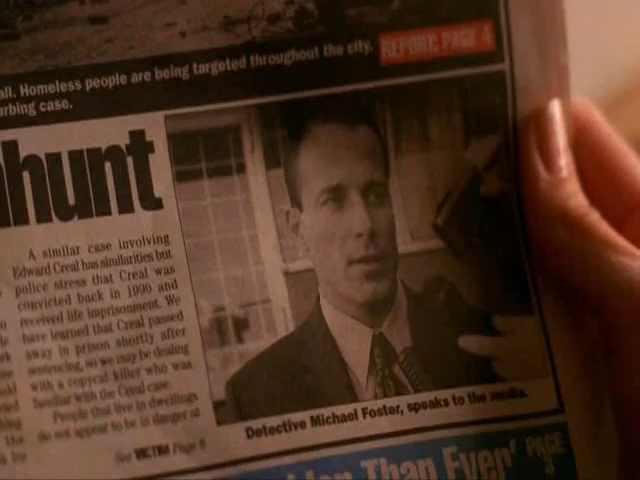 all. Homeless people are being targeted throughout the city. REPORT: PAGE 4
rbing case.
hunt
A similar case involving
Edward Creal has similarities but
police stress that Creal was
convicted back in 1990 and
received life imprisonment. We
have learned that Creal passed
away in prison shortly after
sentencing, so we may be dealing
with a copycat killer who was
familiar with the Creal case.
People that live in dwellings
do not appear to be in danger at
See VICTIM Page 6
Detective Michael Foster, speaks to the media.
Than Ever' PAGE
3